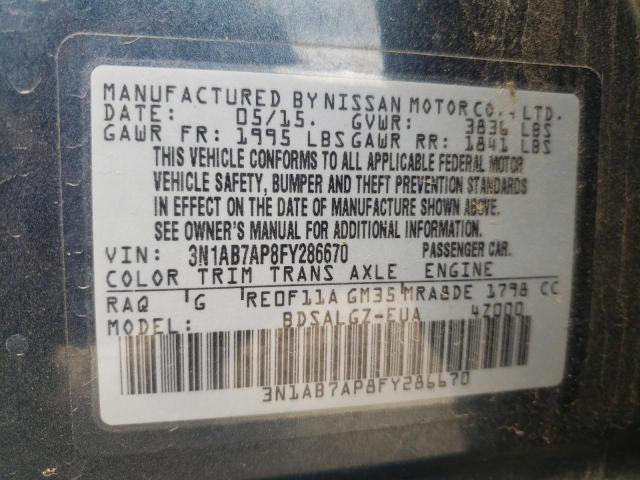 MANUFACTURED BY NISSAN MOTOR CO., LTD.
DATE: 05/15. GVWR: 3836 LBS
GAWR FR: 1995 LBS GAWR RR: 1841 LBS
THIS VEHICLE CONFORMS TO ALL APPLICABLE FEDERAL MOTOR
VEHICLE SAFETY, BUMPER AND THEFT PREVENTION STANDARDS
IN EFFECT ON THE DATE OF MANUFACTURE SHOWN ABOVE.
SEE OWNER'S MANUAL FOR ADDITIONAL INFORMATION.
VIN: 3N1AB7AP8FY286670 PASSENGER CAR.
COLOR TRIM TRANS AXLE ENGINE
RAQ G RE0F11A GM35 MRA8DE 1798 CC
MODEL: BDSALGZ-EUA 4Z000
3N1AB7AP8FY286670